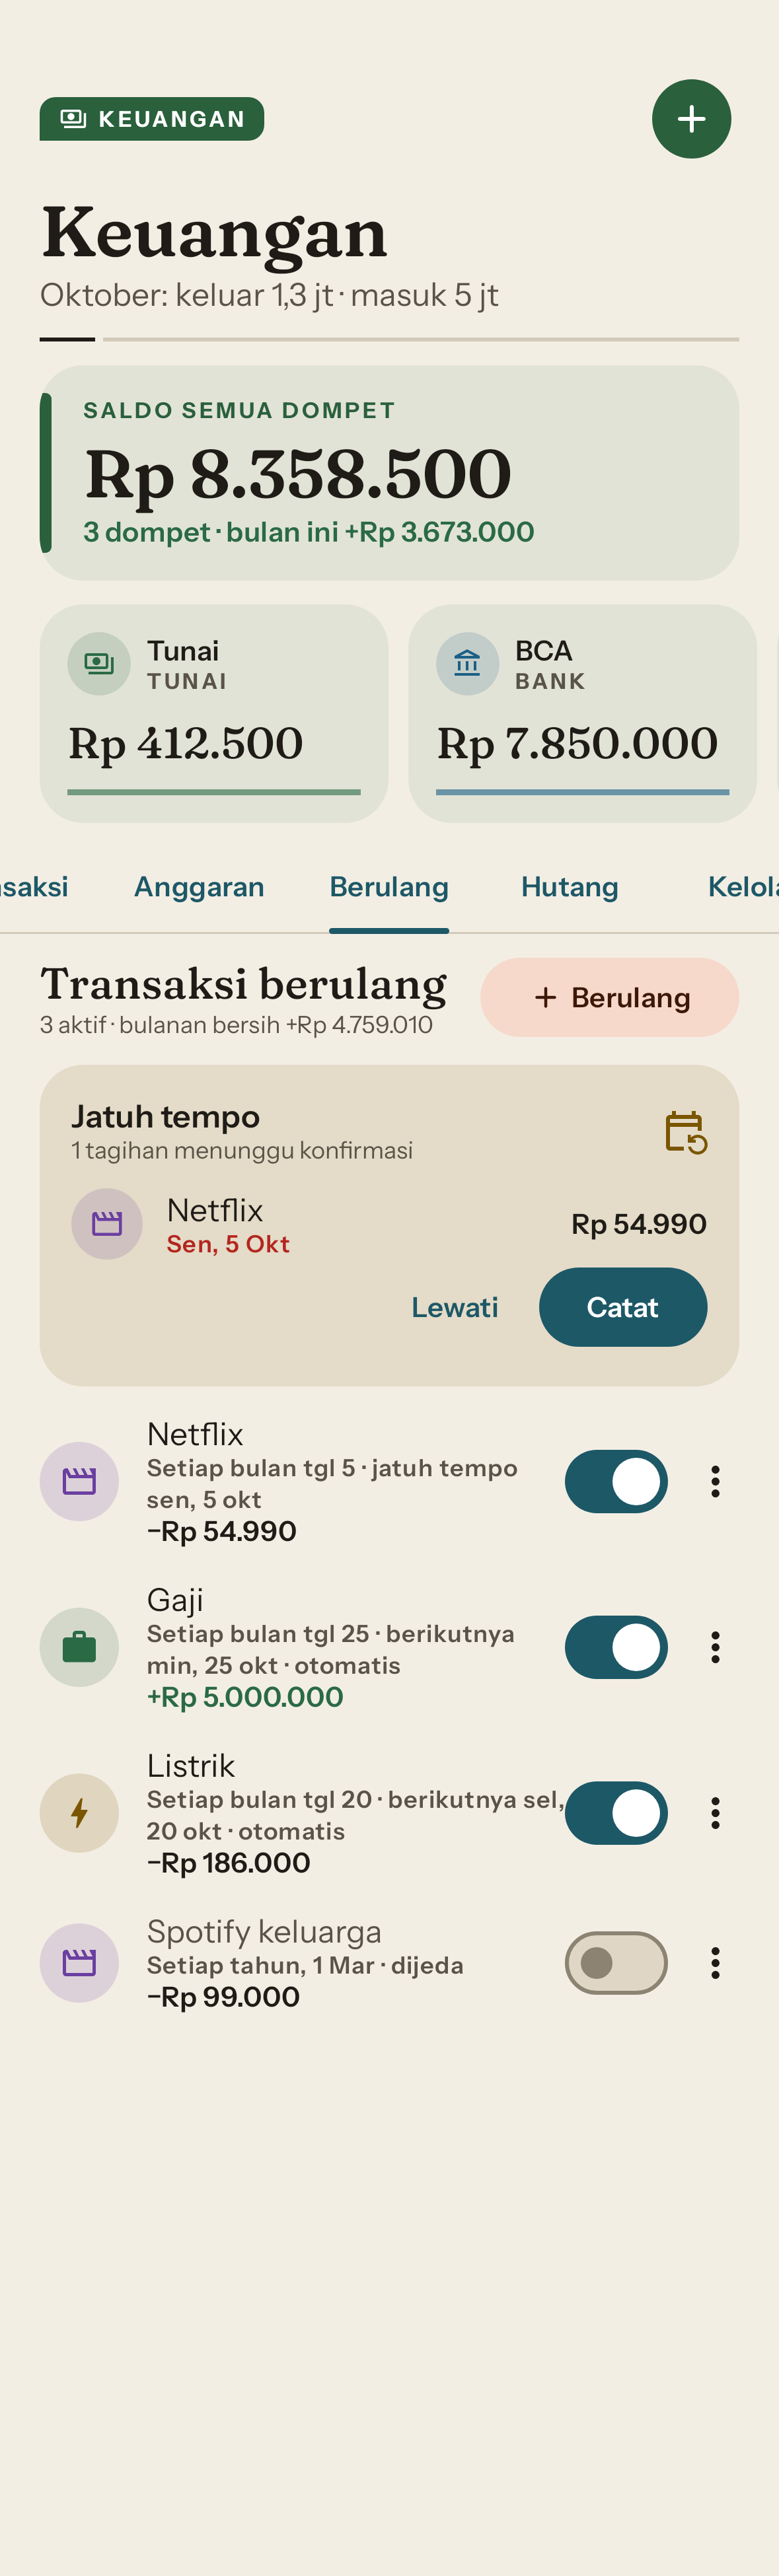 KEUANGAN
Keuangan
Oktober: keluar 1,3 jt · masuk 5 jt
SALDO SEMUA DOMPET
Rp 8.358.500
3 dompet · bulan ini +Rp 3.673.000
Tunai
TUNAI
Rp 412.500
BCA
BANK
Rp 7.850.000
saksi
Anggaran
Berulang
Hutang
Kelola
Transaksi berulang
3 aktif · bulanan bersih +Rp 4.759.010
+ Berulang
Jatuh tempo
1 tagihan menunggu konfirmasi
Netflix
Sen, 5 Okt
Rp 54.990
Lewati
Catat
Netflix
Setiap bulan tgl 5 · jatuh tempo
sen, 5 okt
−Rp 54.990
Gaji
Setiap bulan tgl 25 · berikutnya
min, 25 okt · otomatis
+Rp 5.000.000
Listrik
Setiap bulan tgl 20 · berikutnya sel,
20 okt · otomatis
−Rp 186.000
Spotify keluarga
Setiap tahun, 1 Mar · dijeda
−Rp 99.000